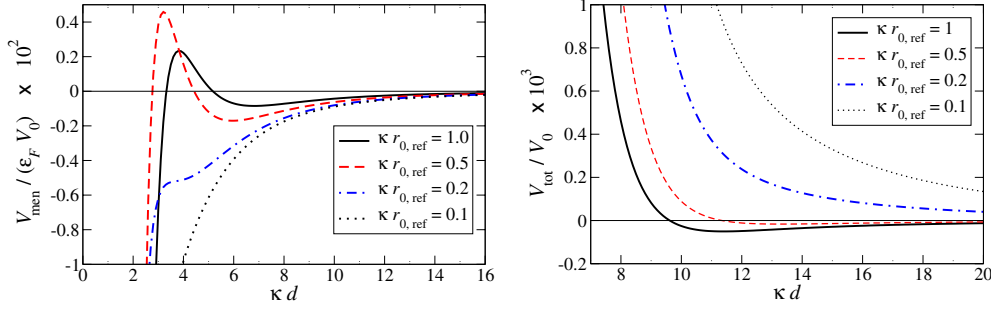 V_men / (ε_F V_0) x 10^2
0.4
0.2
0
-0.2
-0.4
-0.6
-0.8
-1
κ r_0, ref = 1.0
κ r_0, ref = 0.5
κ r_0, ref = 0.2
κ r_0, ref = 0.1
0 2 4 6 8 10 12 14 16
κ d
V_tot / V_0 x 10^3
1
0.8
0.6
0.4
0.2
0
-0.2
κ r_0, ref = 1
κ r_0, ref = 0.5
κ r_0, ref = 0.2
κ r_0, ref = 0.1
8 10 12 14 16 18 20
κ d